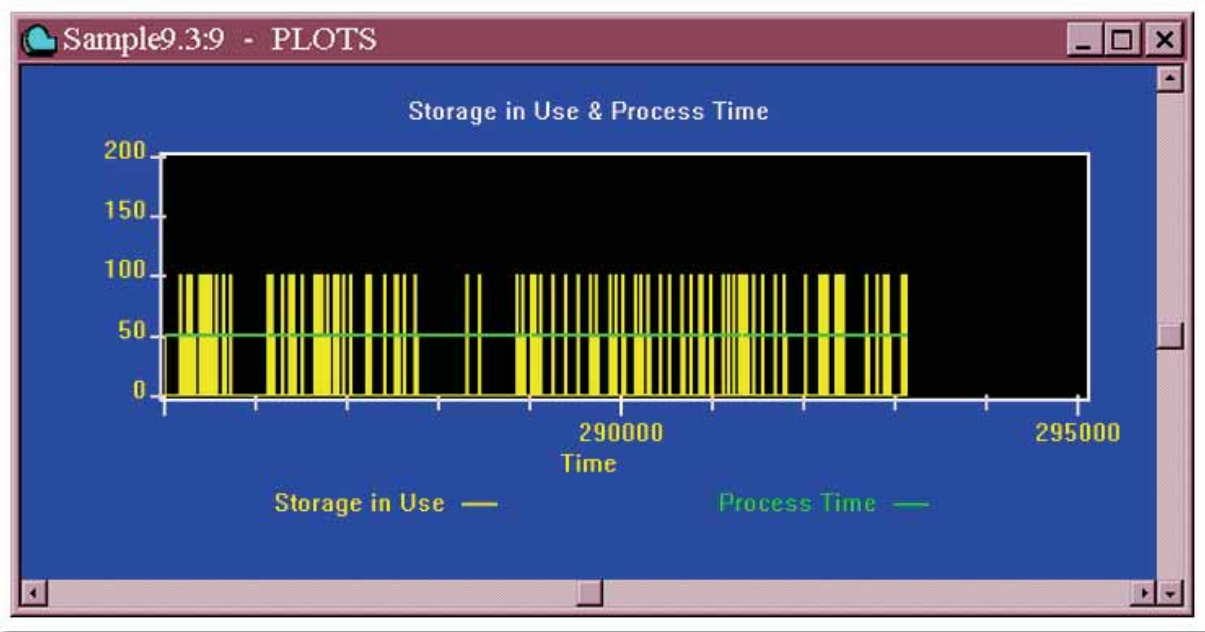 Sample9.3:9 - PLOTS
Storage in Use & Process Time
200
150
100
50
0
290000 295000
Time
Storage in Use Process Time